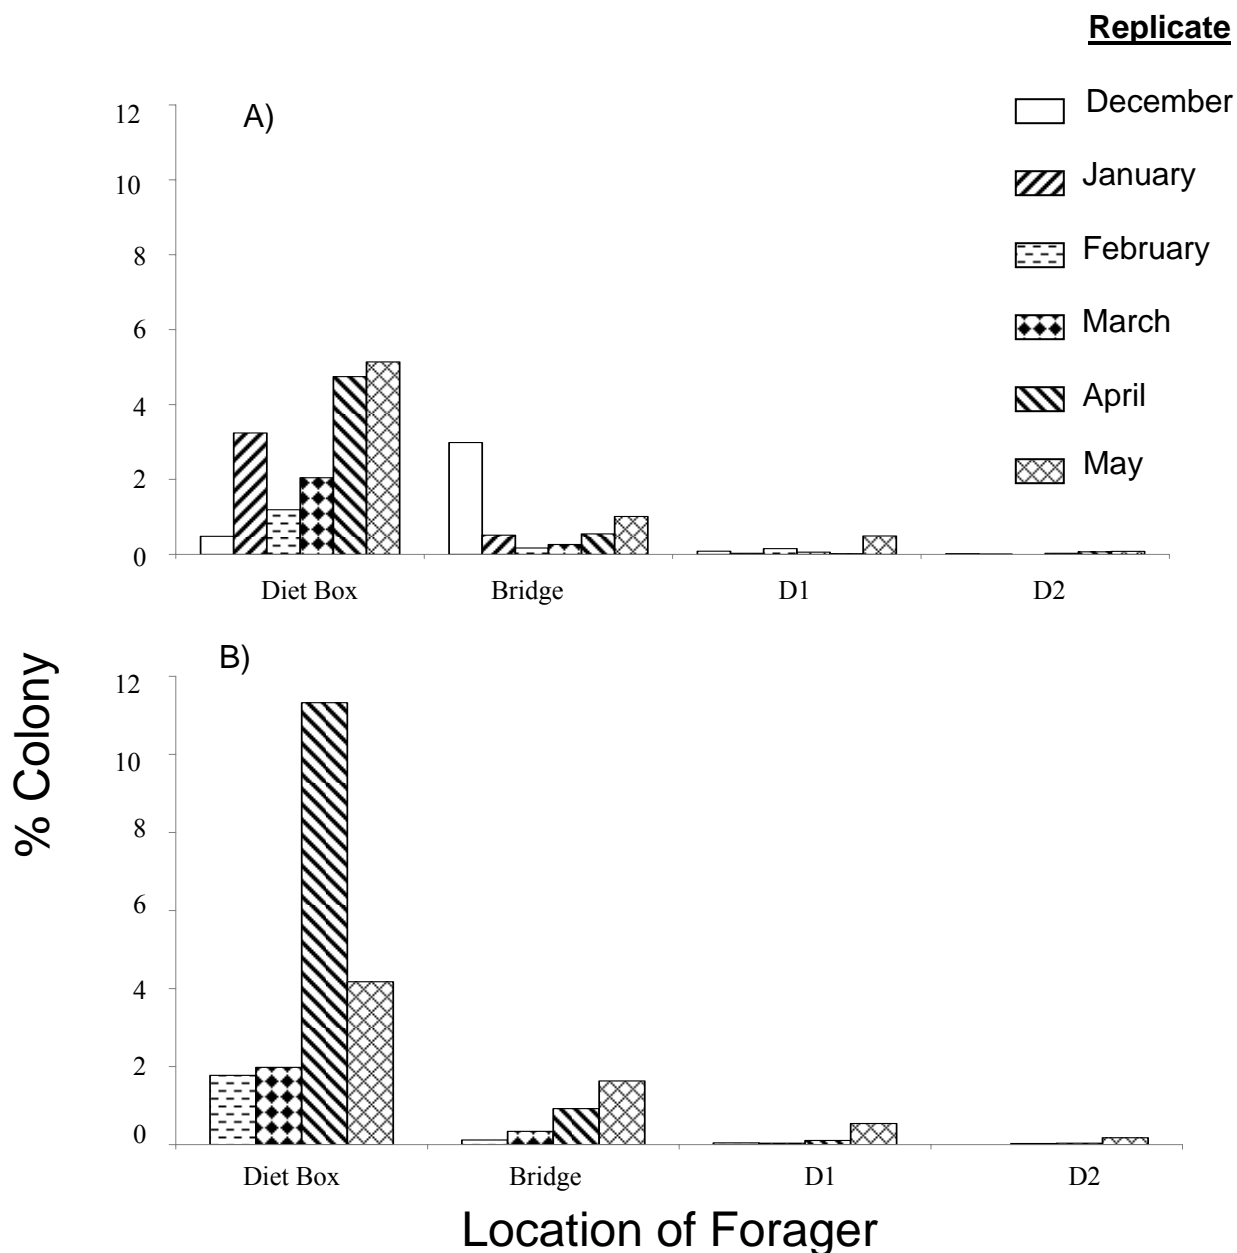 Replicate
December
January
February
March
April
May
A)
12
10
8
6
4
2
0
Diet Box Bridge D1 D2
B)
12
10
8
6
4
2
0
Diet Box Bridge D1 D2
% Colony
Location of Forager